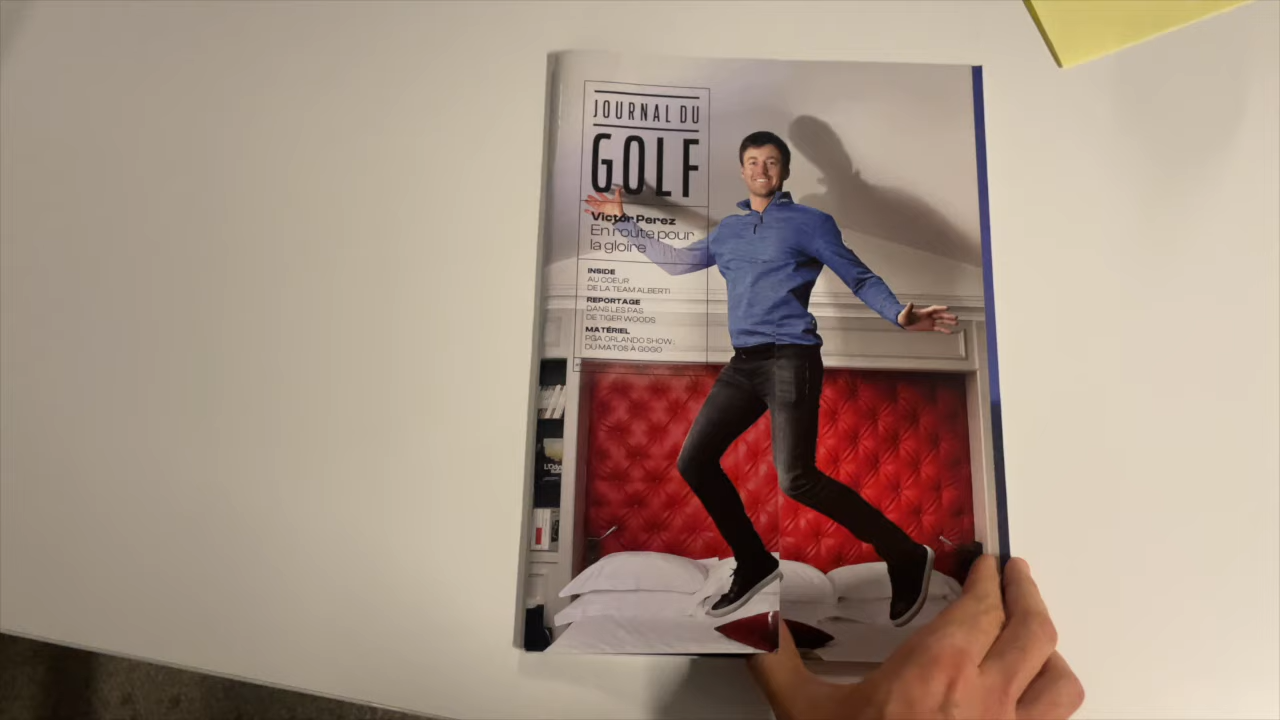 JOURNAL DU
GOLF
Victor Perez
En route pour
la gloire
INSIDE
AU COEUR
DE LA TEAM ALBERTI
REPORTAGE
DANS LES PAS
DE TIGER WOODS
MATÉRIEL
PGA ORLANDO SHOW :
DU MATOS À GOGO